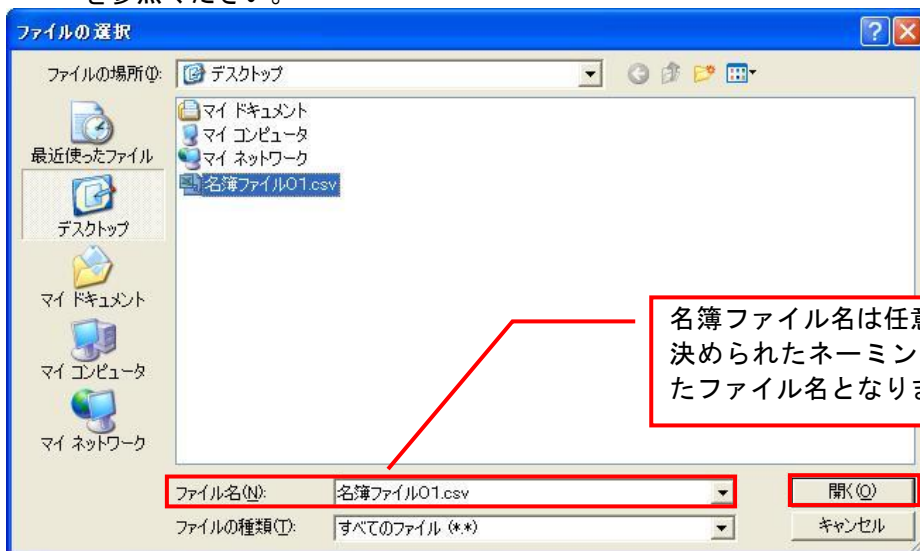 を参照ください。
ファイルの選択
ファイルの場所(I):
デスクトップ
マイ ドキュメント
マイ コンピュータ
マイ ネットワーク
名簿ファイル01.csv
最近使ったファイル
デスクトップ
マイ ドキュメント
マイ コンピュータ
マイ ネットワーク
名簿ファイル名は任意
決められたネーミン
たファイル名となりま
ファイル名(N):
名簿ファイル01.csv
開く(O)
ファイルの種類(T):
すべてのファイル (*.*)
キャンセル